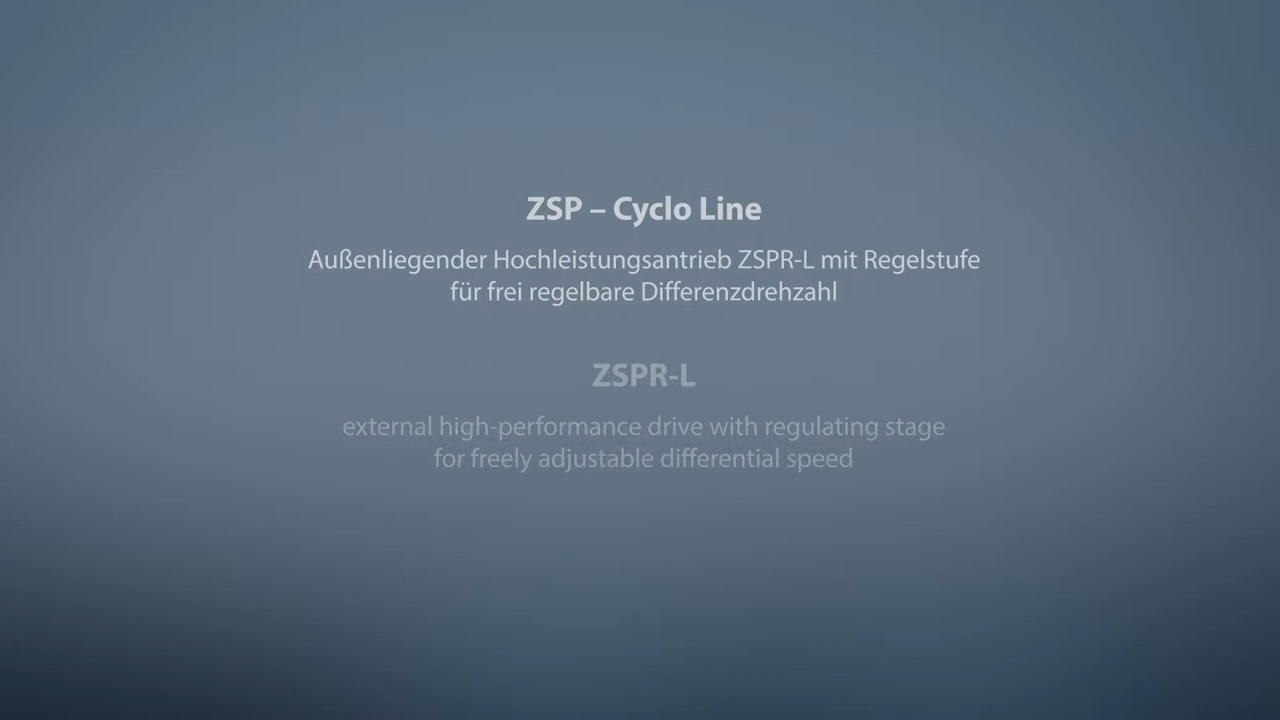 ZSP – Cyclo Line
Außenliegender Hochleistungsantrieb ZSPR-L mit Regelstufe
für frei regelbare Differenzdrehzahl
ZSPR-L
external high-performance drive with regulating stage
for freely adjustable differential speed